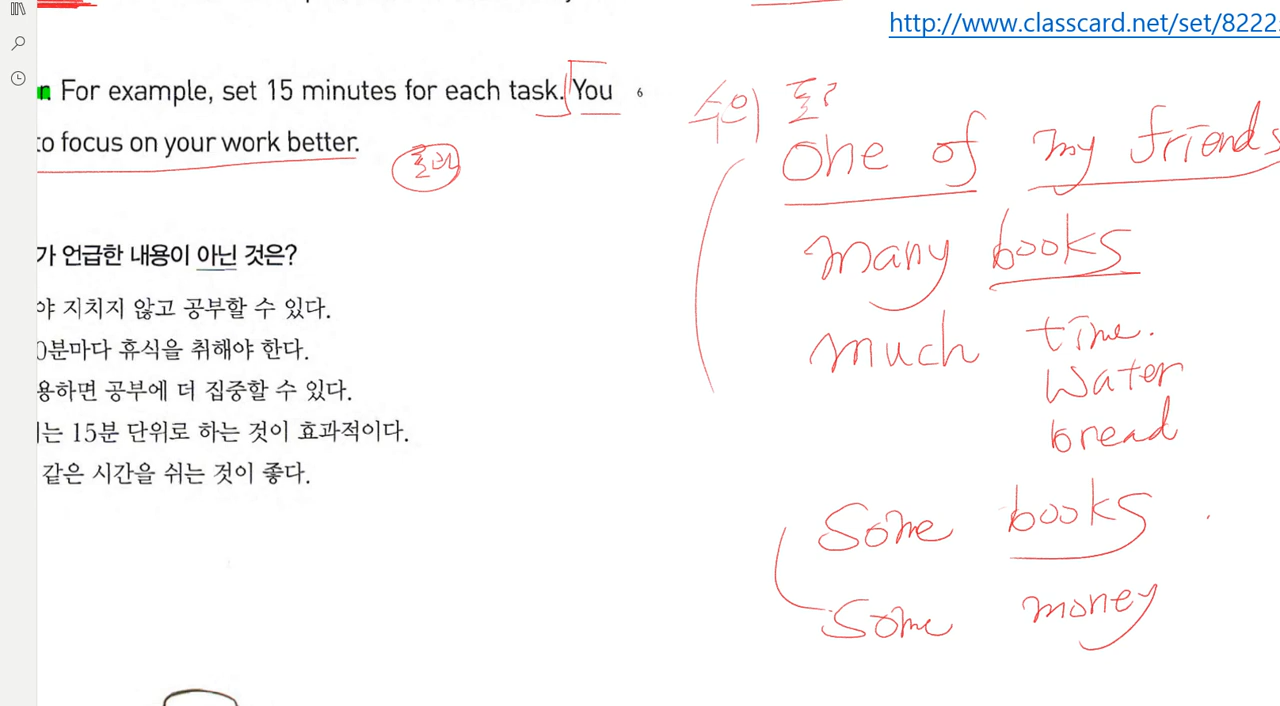 http://www.classcard.net/set/8222
For example, set 15 minutes for each task. You 6
to focus on your work better.
효과
가 언급한 내용이 아닌 것은?
야 지치지 않고 공부할 수 있다.
0분마다 휴식을 취해야 한다.
용하면 공부에 더 집중할 수 있다.
는 15분 단위로 하는 것이 효과적이다.
같은 시간을 쉬는 것이 좋다.
수의
one of my friends
many books
much time.
water
bread
Some books
Some money